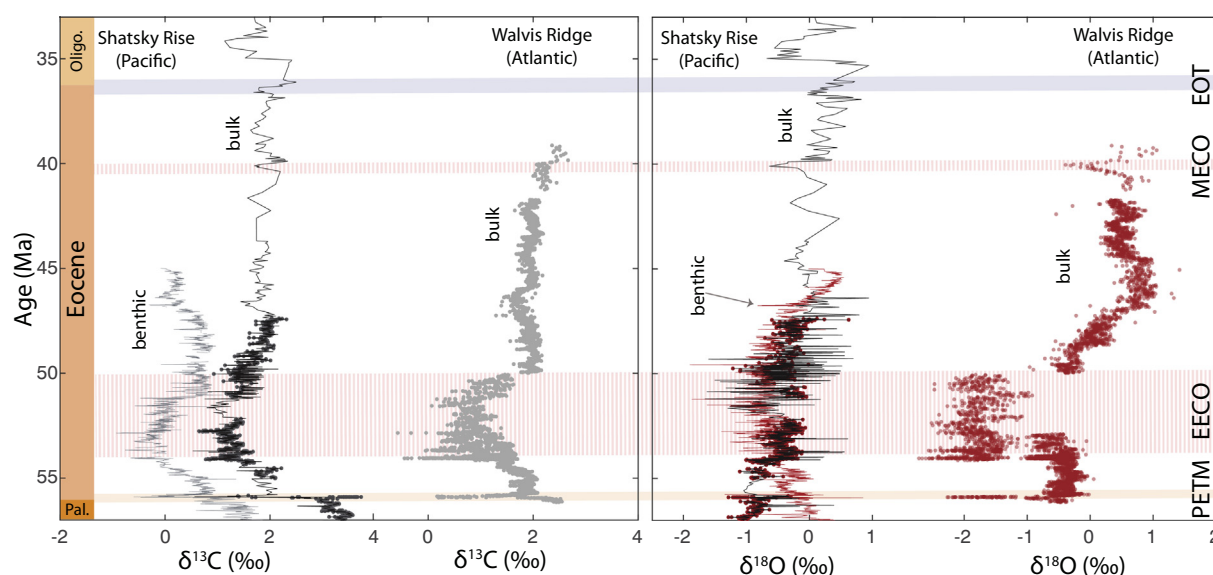 Shatsky Rise
(Pacific)
Walvis Ridge
(Atlantic)
Shatsky Rise
(Pacific)
Walvis Ridge
(Atlantic)
Oligo.
Eocene
Pal.
Age (Ma)
35
40
45
50
55
bulk
benthic
bulk
bulk
benthic
bulk
EOT
MECO
EECO
PETM
-2 0 2 4 0 2 4
-2 -1 0 1 -2 -1 0 1 2
δ¹³C (‰) δ¹³C (‰) δ¹⁸O (‰) δ¹⁸O (‰)